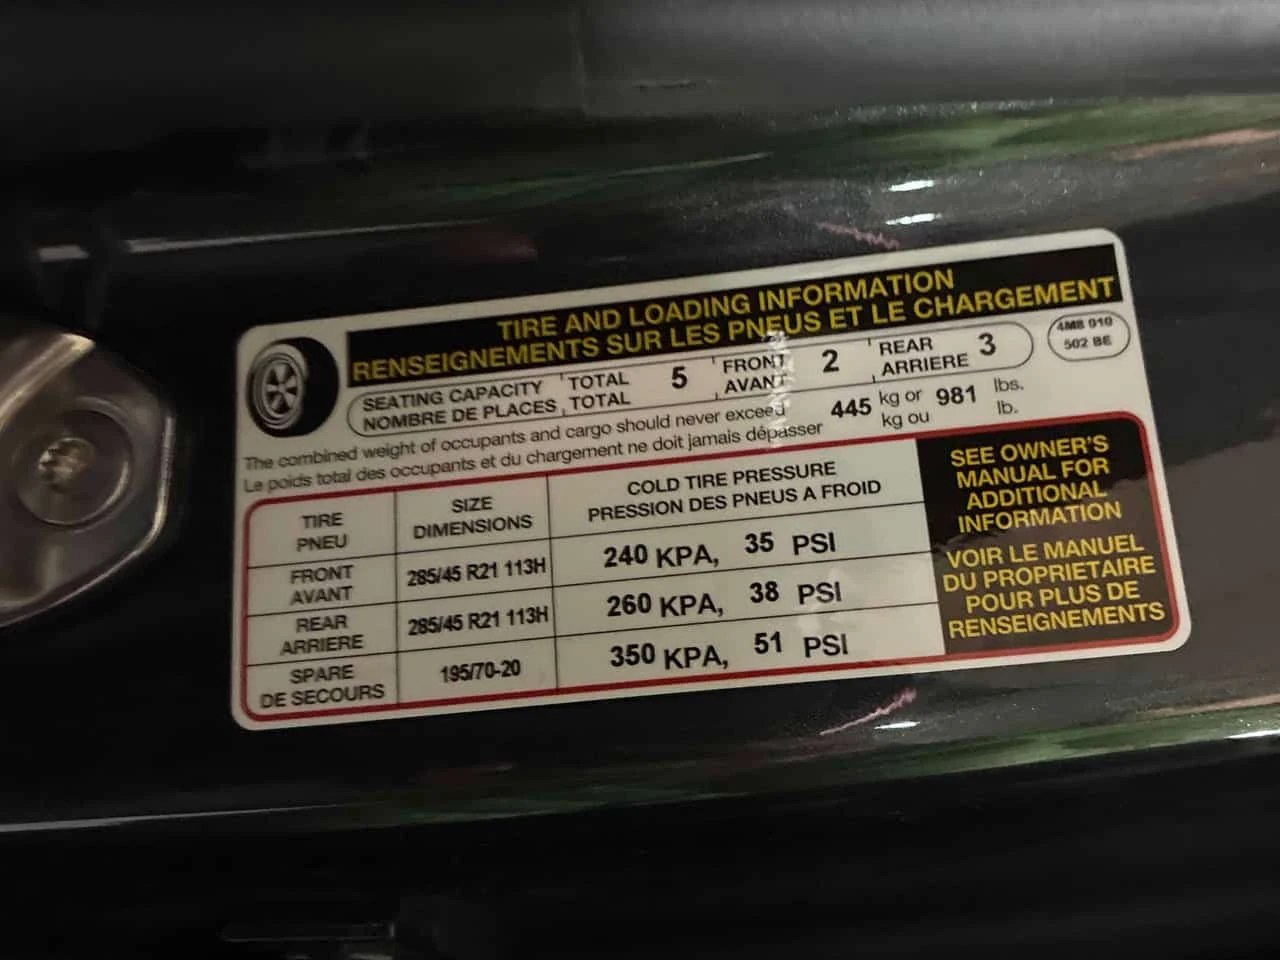 TIRE AND LOADING INFORMATION
RENSEIGNEMENTS SUR LES PNEUS ET LE CHARGEMENT
4M8 010
502 BE
SEATING CAPACITY TOTAL 5 FRONT 2 REAR 3
NOMBRE DE PLACES TOTAL AVANT ARRIERE
The combined weight of occupants and cargo should never exceed 445 kg or 981 lbs.
Le poids total des occupants et du chargement ne doit jamais dépasser kg ou lb.
TIRE SIZE COLD TIRE PRESSURE
PNEU DIMENSIONS PRESSION DES PNEUS A FROID
FRONT 285/45 R21 113H 240 KPA, 35 PSI
AVANT
REAR 285/45 R21 113H 260 KPA, 38 PSI
ARRIERE
SPARE 195/70-20 350 KPA, 51 PSI
DE SECOURS
SEE OWNER'S
MANUAL FOR
ADDITIONAL
INFORMATION
VOIR LE MANUEL
DU PROPRIETAIRE
POUR PLUS DE
RENSEIGNEMENTS